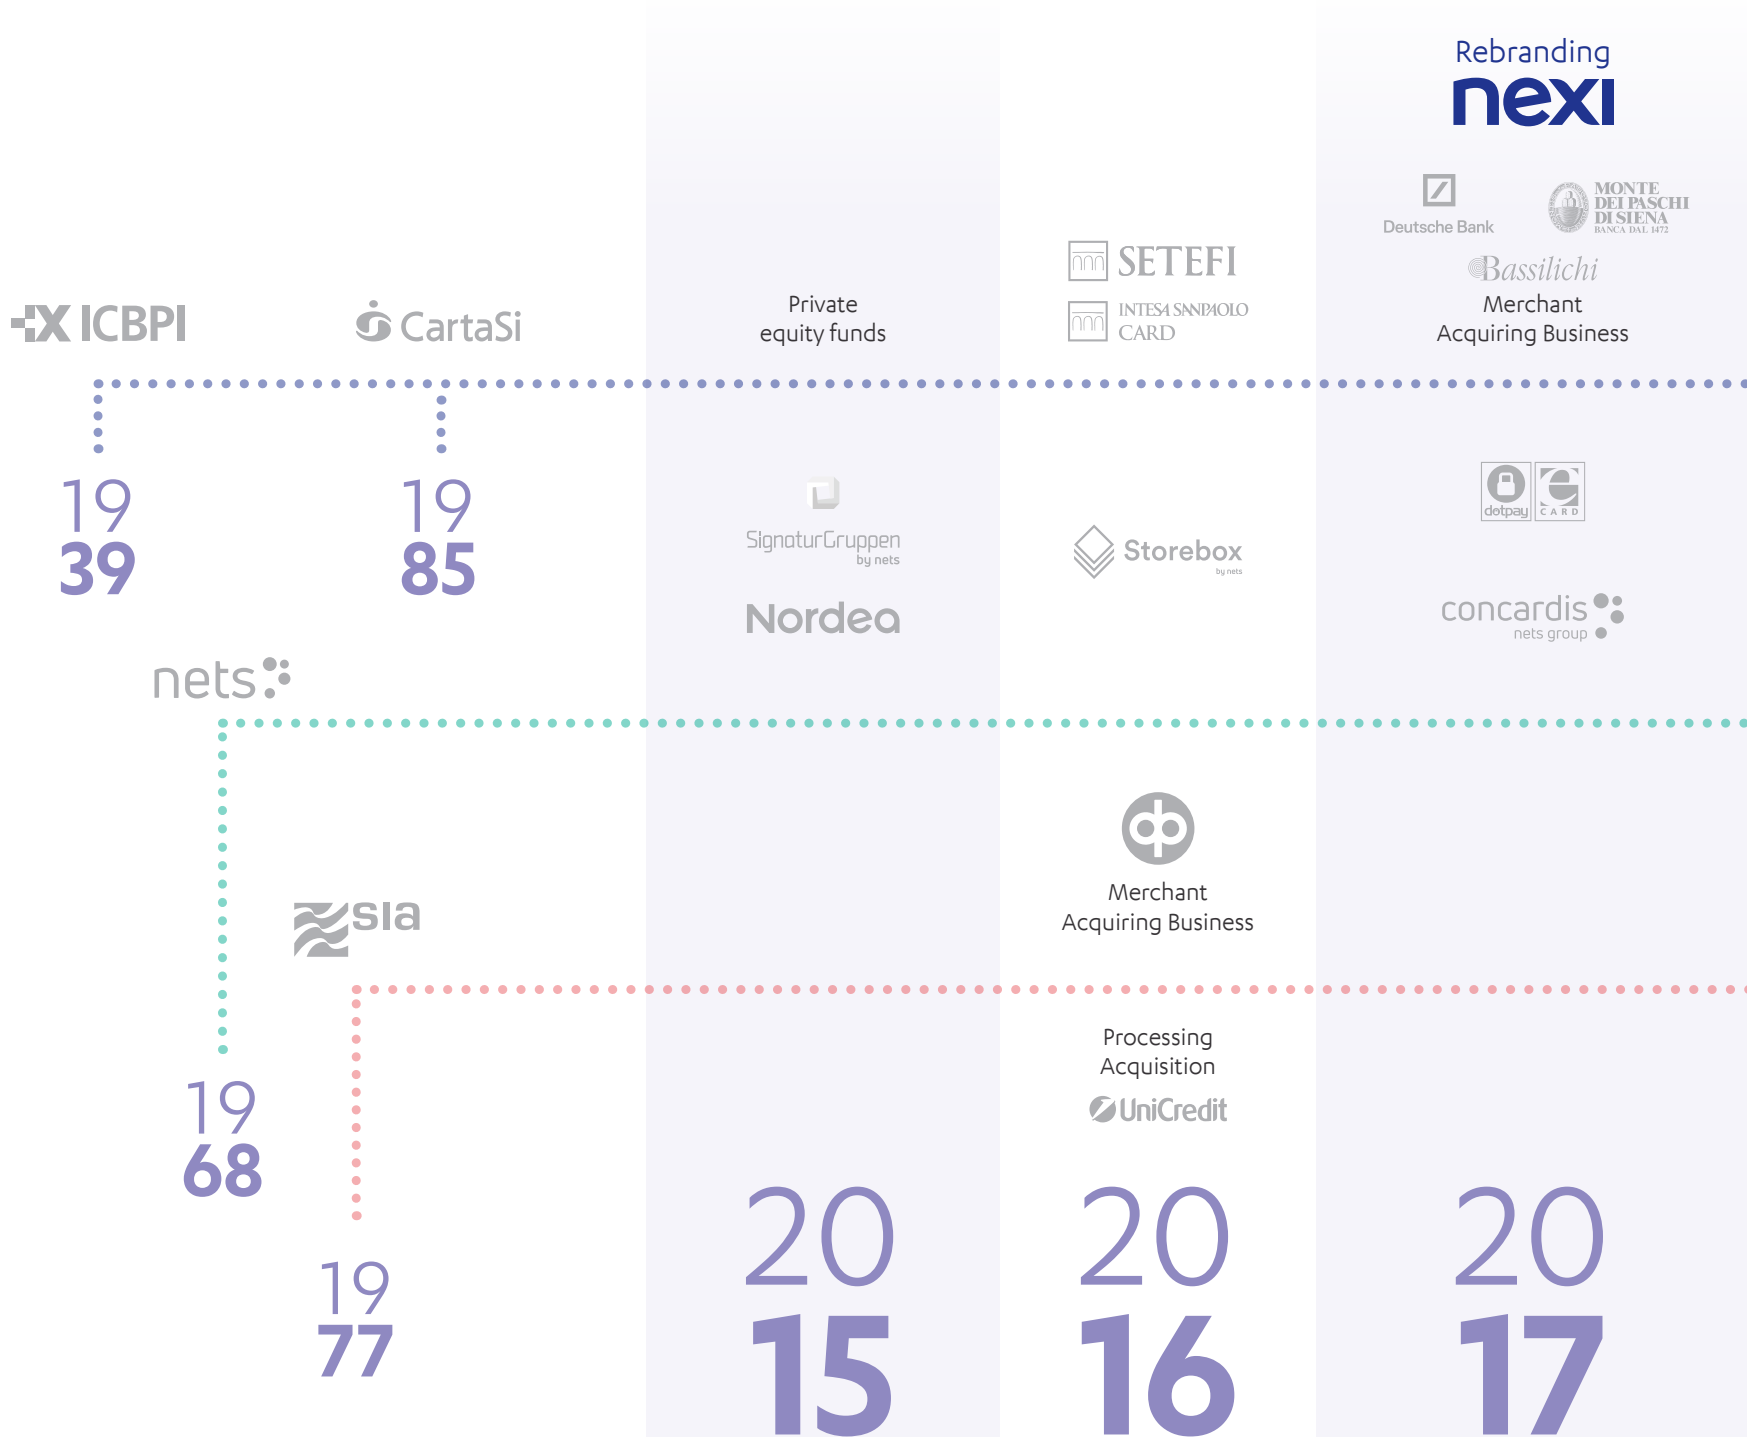 Rebranding
nexi
Deutsche Bank
MONTE
DEI PASCHI
DI SIENA
BANCA DAL 1472
Bassilichi
Merchant
Acquiring Business
SETEFI
INTESA SANPAOLO
CARD
Private
equity funds
ICBPI
CartaSi
19
39
19
85
SignaturGruppen
by nets
Nordea
Storebox
by nets
dotpay
e
CARD
concardis
nets group
nets
op
Merchant
Acquiring Business
sia
Processing
Acquisition
UniCredit
19
68
19
77
20
15
20
16
20
17